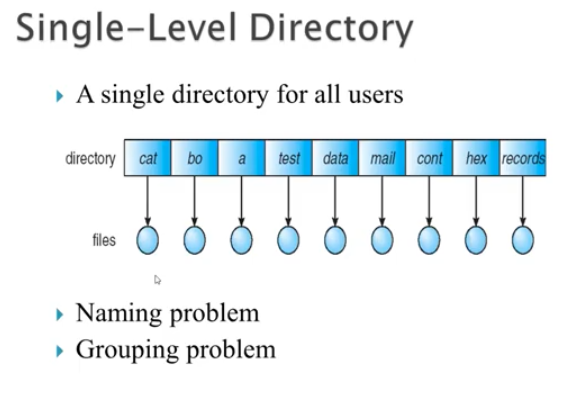 Single-Level Directory
A single directory for all users
directory cat bo a test data mail cont hex records
files
Naming problem
Grouping problem